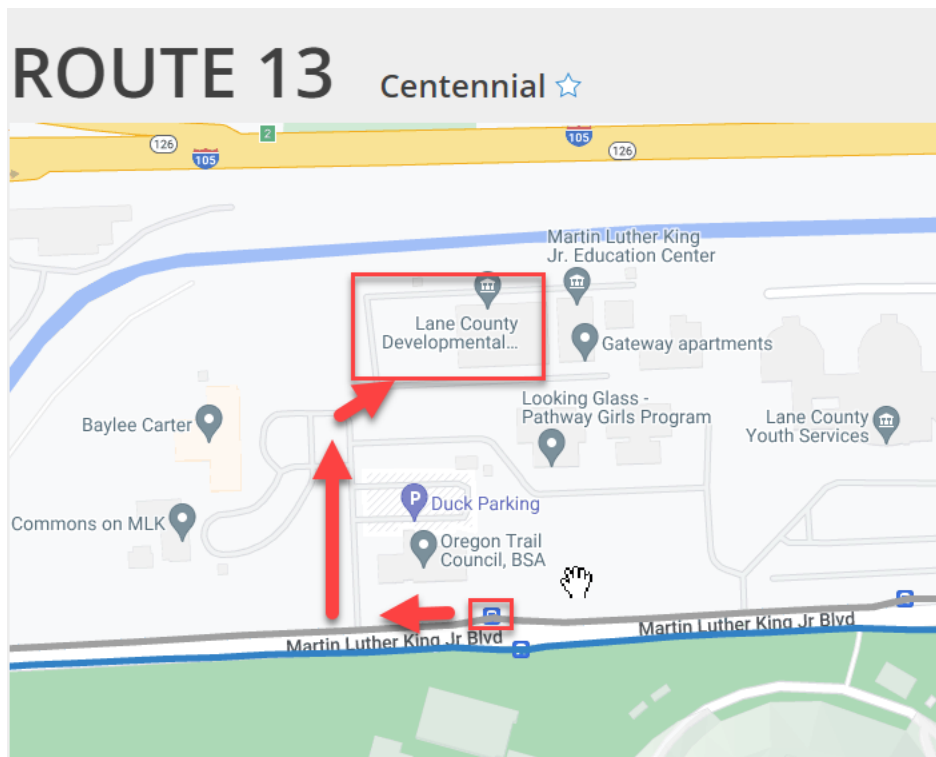 ROUTE 13 Centennial
2
126
105
105
126
Martin Luther King
Jr. Education Center
Lane County
Developmental...
Gateway apartments
Looking Glass -
Pathway Girls Program
Baylee Carter
Lane County
Youth Services
P
Duck Parking
Commons on MLK
Oregon Trail
Council, BSA
Martin Luther King Jr Blvd
Martin Luther King Jr Blvd